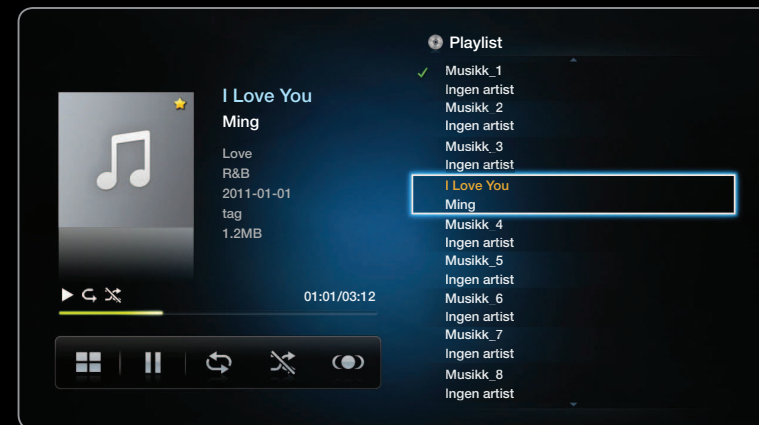 I Love You
Ming
Love
R&B
2011-01-01
tag
1.2MB
01:01/03:12
Playlist
Musikk_1
Ingen artist
Musikk_2
Ingen artist
Musikk_3
Ingen artist
I Love You
Ming
Musikk_4
Ingen artist
Musikk_5
Ingen artist
Musikk_6
Ingen artist
Musikk_7
Ingen artist
Musikk_8
Ingen artist